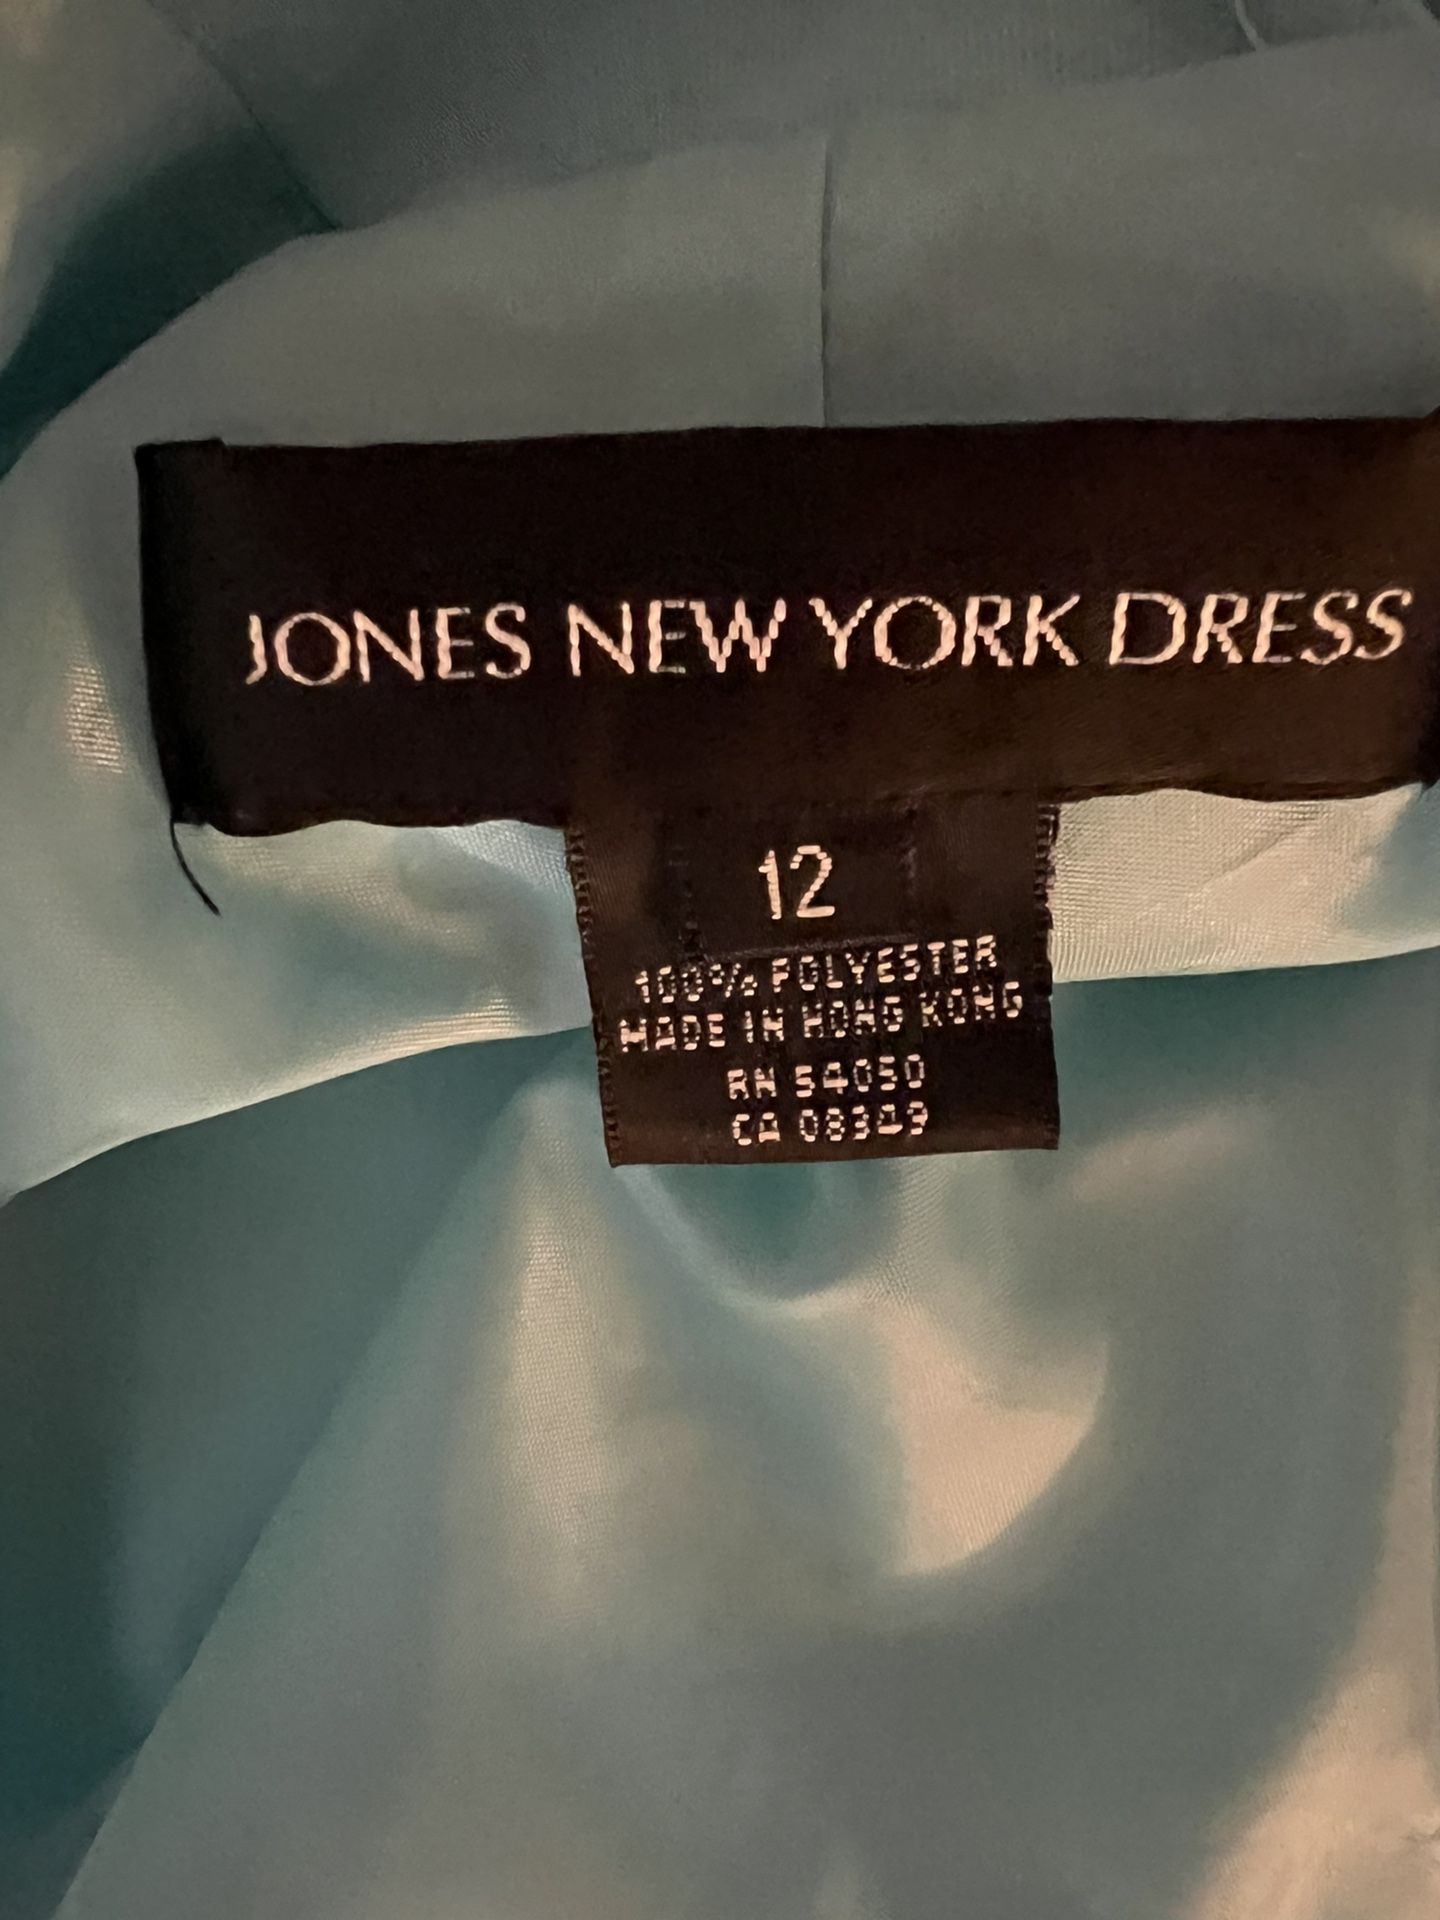 JONES NEW YORK DRESS
12
100% POLYESTER
MADE IN HONG KONG
RN 54050
CA 08349